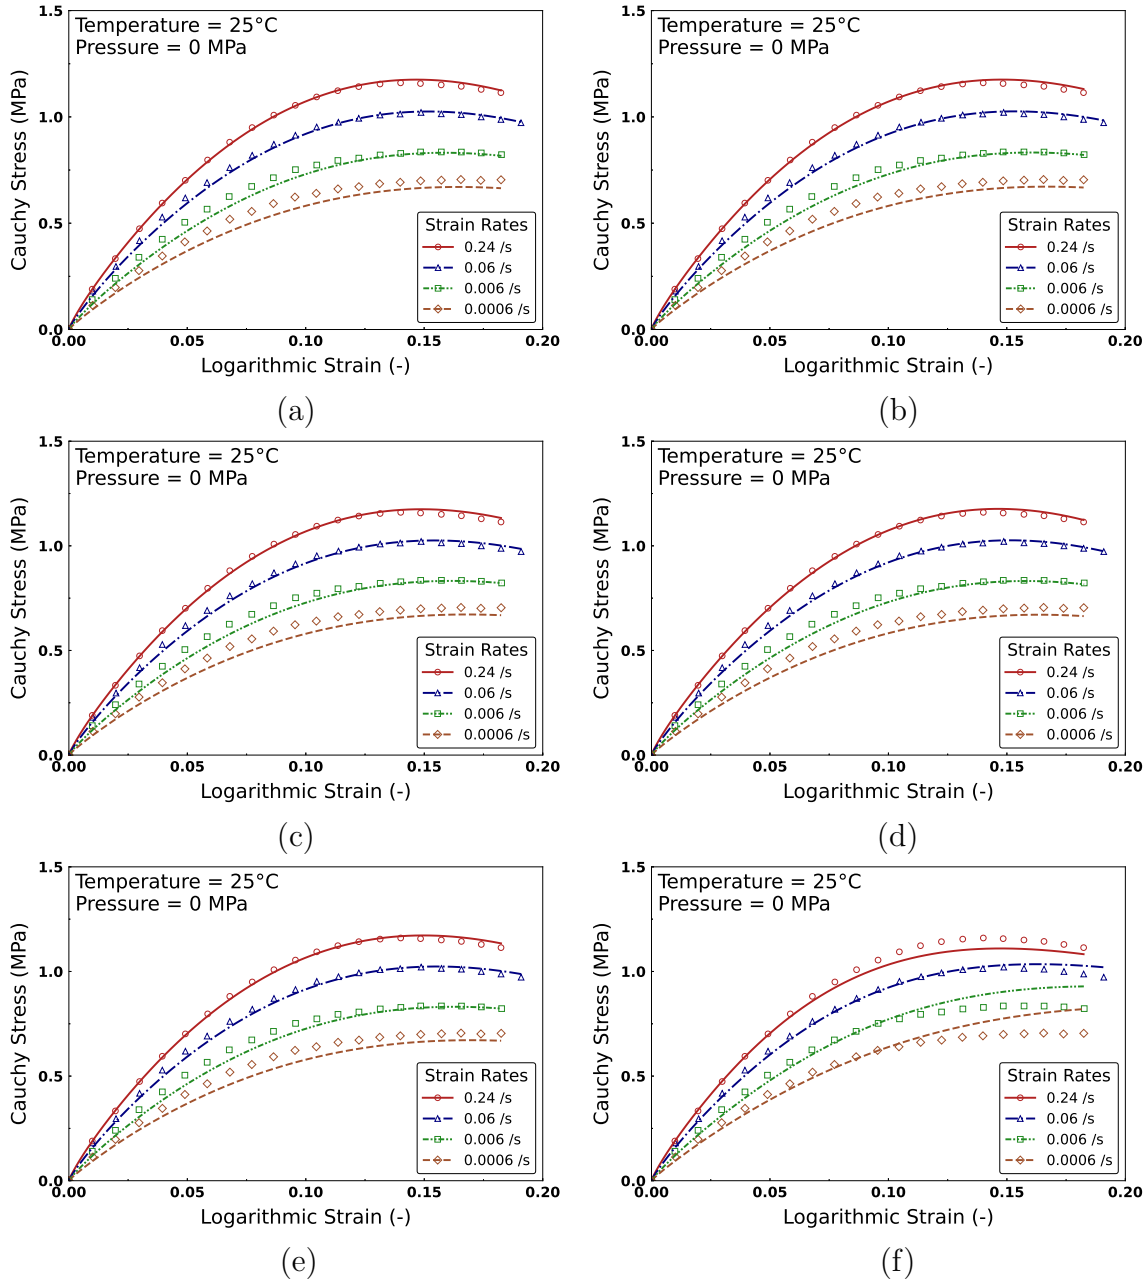 Temperature = 25°C
Pressure = 0 MPa
Cauchy Stress (MPa)
1.5
1.0
0.5
0.0
Strain Rates
0.24 /s
0.06 /s
0.006 /s
0.0006 /s
0.00 0.05 0.10 0.15 0.20
Logarithmic Strain (-)
(a)
Temperature = 25°C
Pressure = 0 MPa
Cauchy Stress (MPa)
1.5
1.0
0.5
0.0
Strain Rates
0.24 /s
0.06 /s
0.006 /s
0.0006 /s
0.00 0.05 0.10 0.15 0.20
Logarithmic Strain (-)
(b)
Temperature = 25°C
Pressure = 0 MPa
Cauchy Stress (MPa)
1.5
1.0
0.5
0.0
Strain Rates
0.24 /s
0.06 /s
0.006 /s
0.0006 /s
0.00 0.05 0.10 0.15 0.20
Logarithmic Strain (-)
(c)
Temperature = 25°C
Pressure = 0 MPa
Cauchy Stress (MPa)
1.5
1.0
0.5
0.0
Strain Rates
0.24 /s
0.06 /s
0.006 /s
0.0006 /s
0.00 0.05 0.10 0.15 0.20
Logarithmic Strain (-)
(d)
Temperature = 25°C
Pressure = 0 MPa
Cauchy Stress (MPa)
1.5
1.0
0.5
0.0
Strain Rates
0.24 /s
0.06 /s
0.006 /s
0.0006 /s
0.00 0.05 0.10 0.15 0.20
Logarithmic Strain (-)
(e)
Temperature = 25°C
Pressure = 0 MPa
Cauchy Stress (MPa)
1.5
1.0
0.5
0.0
Strain Rates
0.24 /s
0.06 /s
0.006 /s
0.0006 /s
0.00 0.05 0.10 0.15 0.20
Logarithmic Strain (-)
(f)